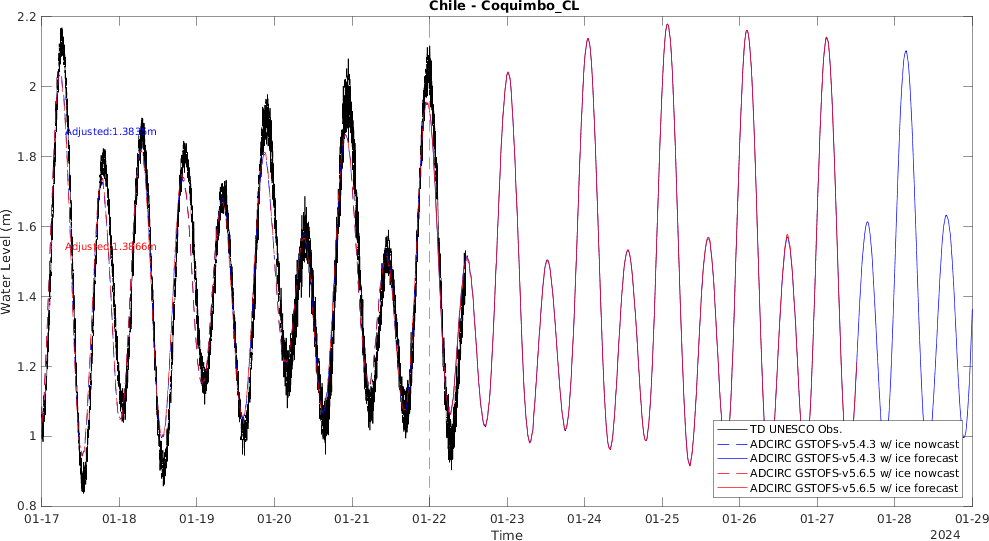 Chile - Coquimbo_CL
2.2
2
1.8
1.6
1.4
1.2
1
0.8
Water Level (m)
Adjusted:1.3866m
TD UNESCO Obs.
ADCIRC GSTOFS-v5.4.3 w/ ice nowcast
ADCIRC GSTOFS-v5.4.3 w/ ice forecast
ADCIRC GSTOFS-v5.6.5 w/ ice nowcast
ADCIRC GSTOFS-v5.6.5 w/ ice forecast
01-17 01-18 01-19 01-20 01-21 01-22 01-23 01-24 01-25 01-26 01-27 01-28 01-29
Time
2024